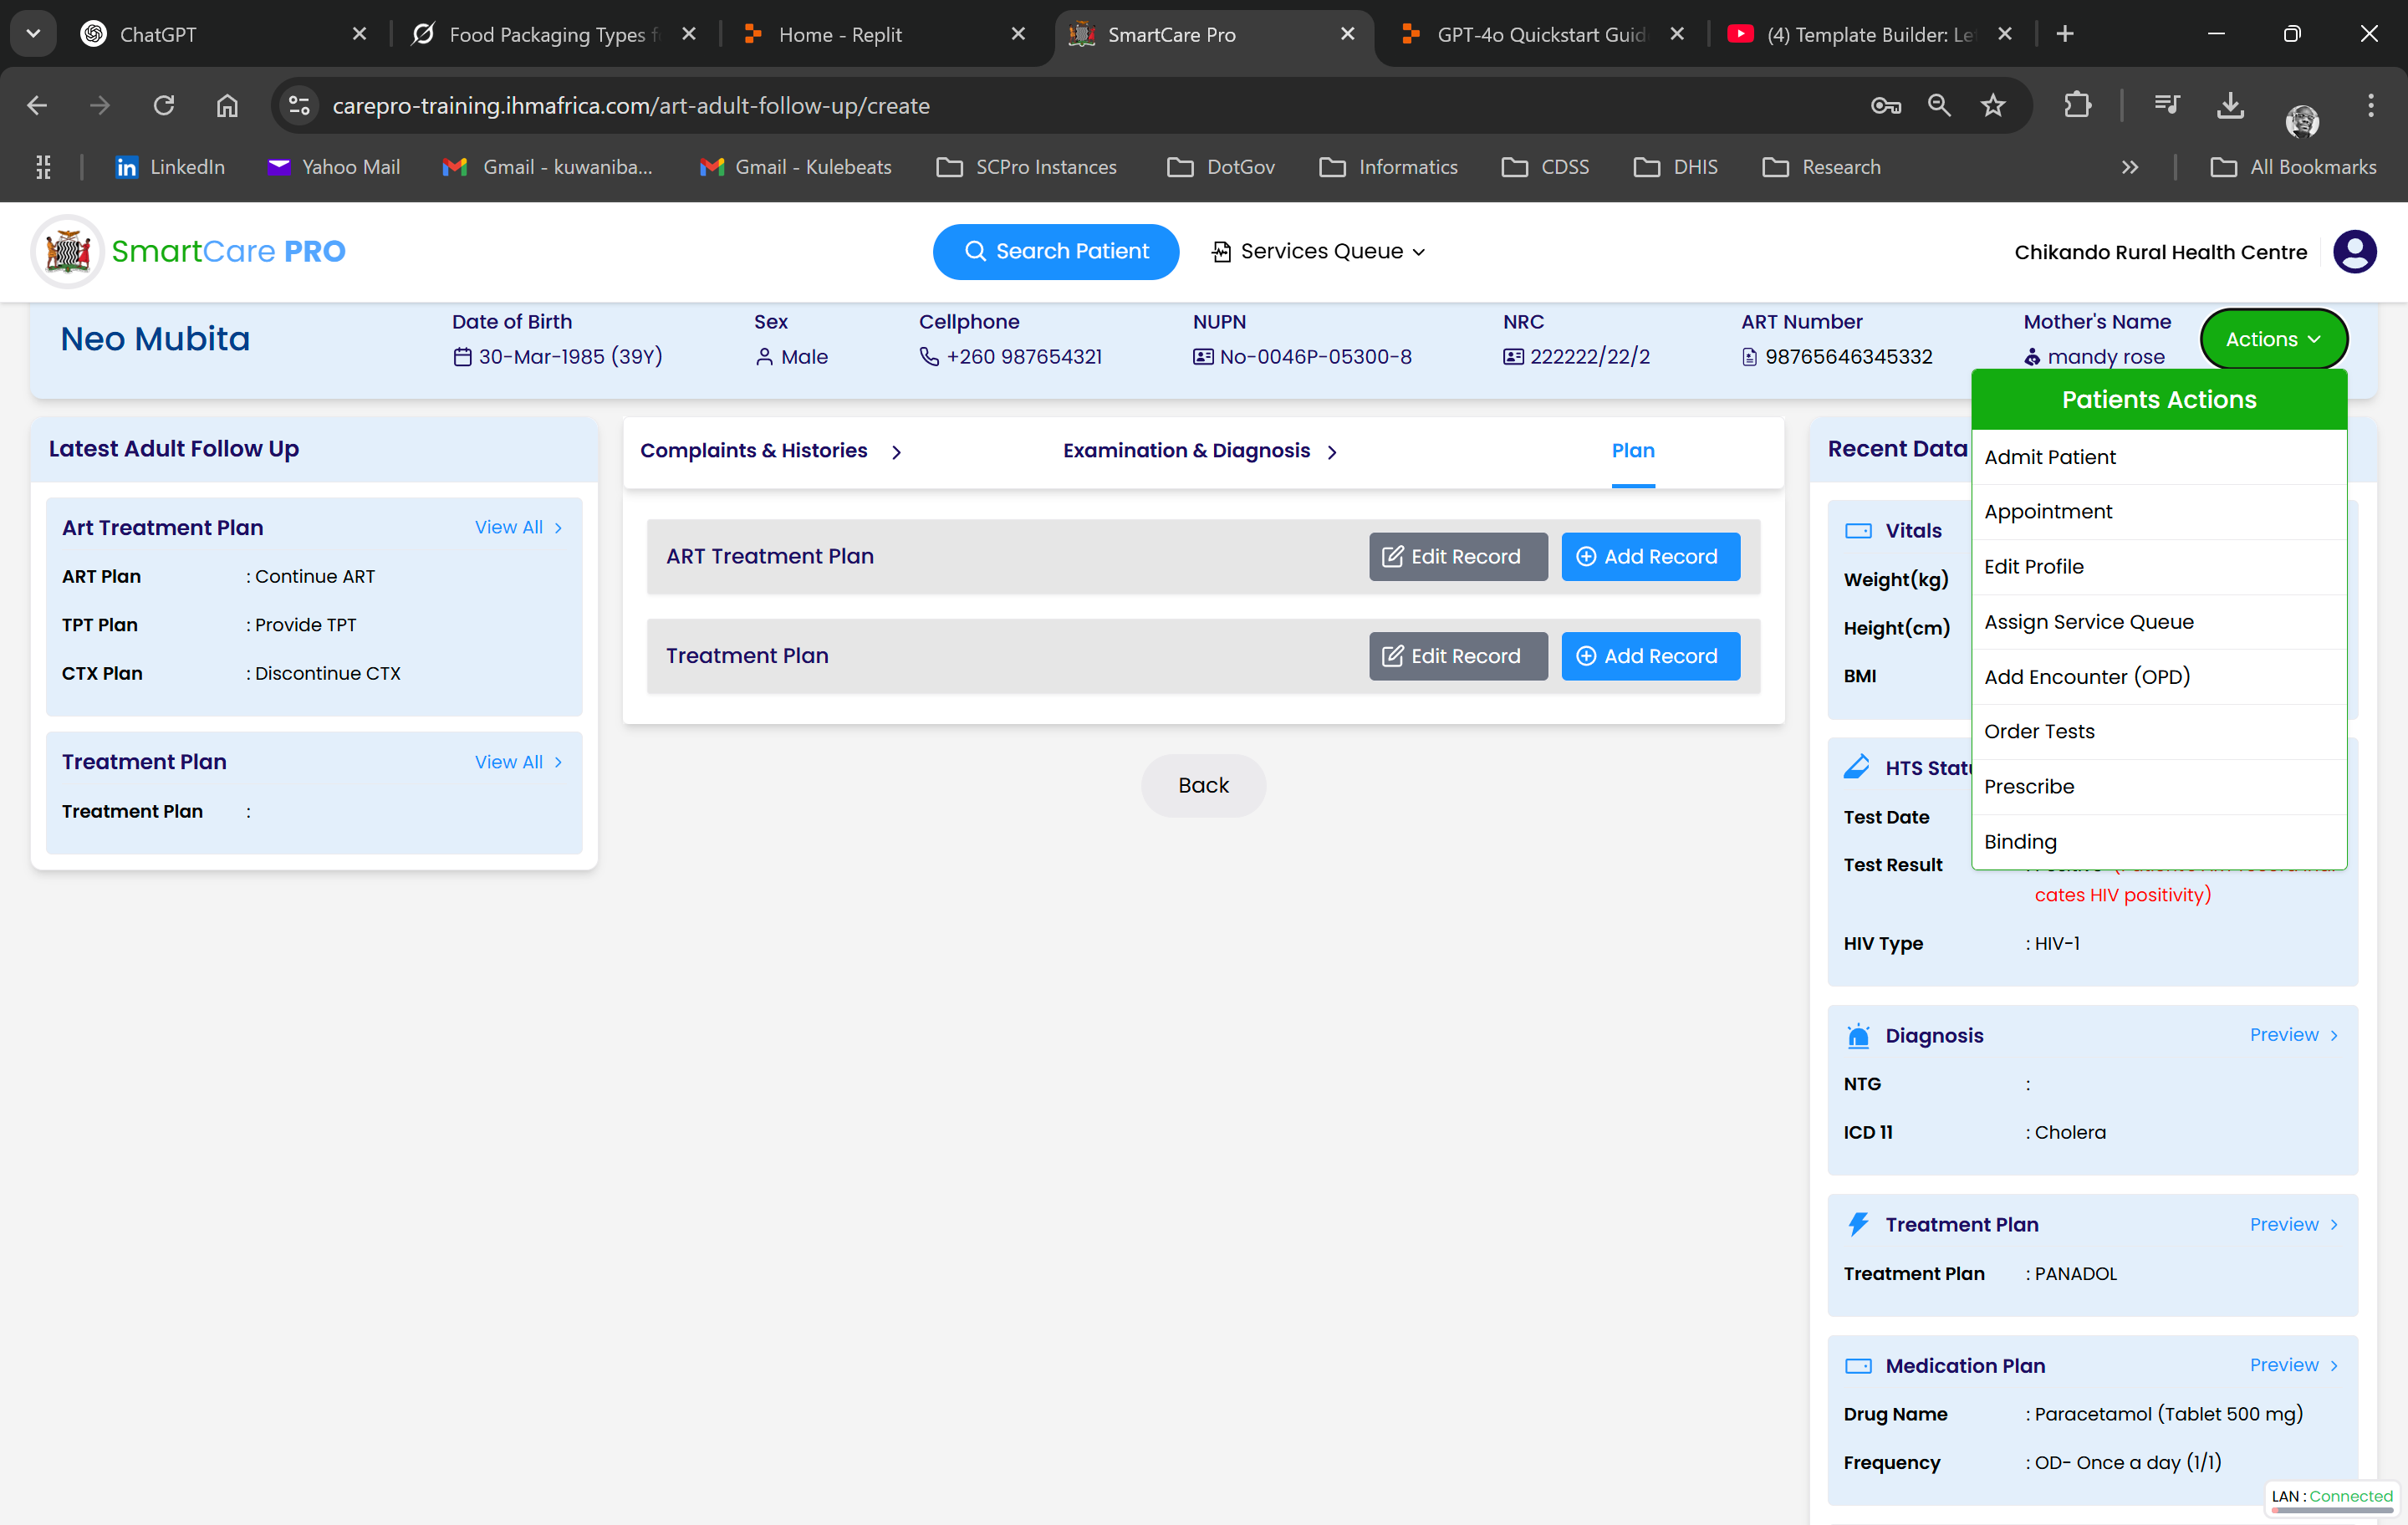 ChatGPT
Food Packaging Types f
Home - Replit
SmartCare Pro
GPT-4o Quickstart Guid
(4) Template Builder: Le
carepro-training.ihmafrica.com/art-adult-follow-up/create
LinkedIn
Yahoo Mail
Gmail - kuwaniba...
Gmail - Kulebeats
SCPro Instances
DotGov
Informatics
CDSS
DHIS
Research
All Bookmarks
SmartCare PRO
Search Patient
Services Queue
Chikando Rural Health Centre
Neo Mubita
Date of Birth
30-Mar-1985 (39Y)
Sex
Male
Cellphone
+260 987654321
NUPN
No-0046P-05300-8
NRC
222222/22/2
ART Number
98765646345332
Mother's Name
mandy rose
Actions
Patients Actions
Admit Patient
Appointment
Edit Profile
Assign Service Queue
Add Encounter (OPD)
Order Tests
Prescribe
Binding
Latest Adult Follow Up
Art Treatment Plan
View All
ART Plan : Continue ART
TPT Plan : Provide TPT
CTX Plan : Discontinue CTX
Treatment Plan
View All
Treatment Plan :
Complaints & Histories
Examination & Diagnosis
Plan
ART Treatment Plan
Edit Record
Add Record
Treatment Plan
Edit Record
Add Record
Back
Recent Data
Vitals
Weight(kg)
Height(cm)
BMI
HTS Statu
Test Date
Test Result
cates HIV positivity)
HIV Type : HIV-1
Diagnosis
Preview
NTG :
ICD 11 : Cholera
Treatment Plan
Preview
Treatment Plan : PANADOL
Medication Plan
Preview
Drug Name : Paracetamol (Tablet 500 mg)
Frequency : OD- Once a day (1/1)
LAN : Connected